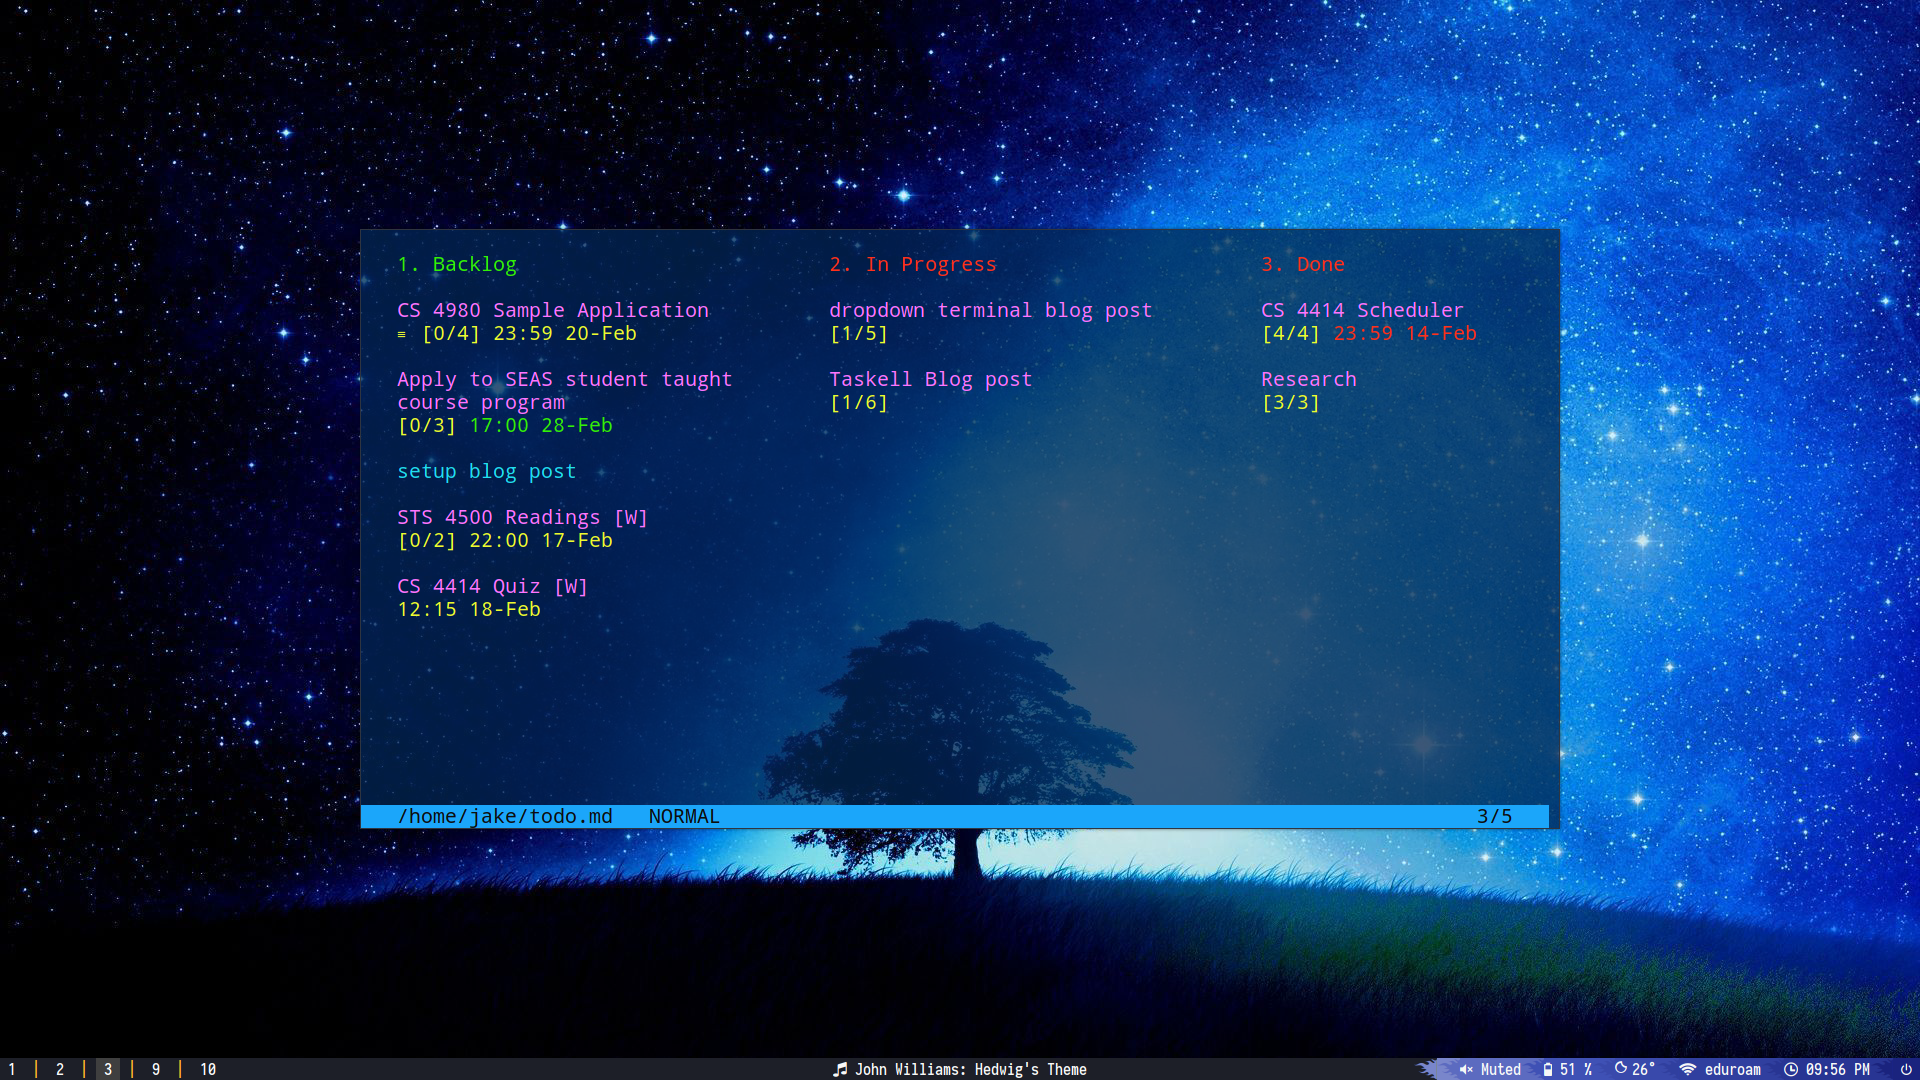 1. Backlog
CS 4980 Sample Application
≡ [0/4] 23:59 20-Feb
Apply to SEAS student taught
course program
[0/3] 17:00 28-Feb
setup blog post
STS 4500 Readings [W]
[0/2] 22:00 17-Feb
CS 4414 Quiz [W]
12:15 18-Feb
2. In Progress
dropdown terminal blog post
[1/5]
Taskell Blog post
[1/6]
3. Done
CS 4414 Scheduler
[4/4] 23:59 14-Feb
Research
[3/3]
/home/jake/todo.md NORMAL 3/5
1 | 2 | 3 | 9 | 10 John Williams: Hedwig's Theme Muted 51 % 26° eduroam 09:56 PM